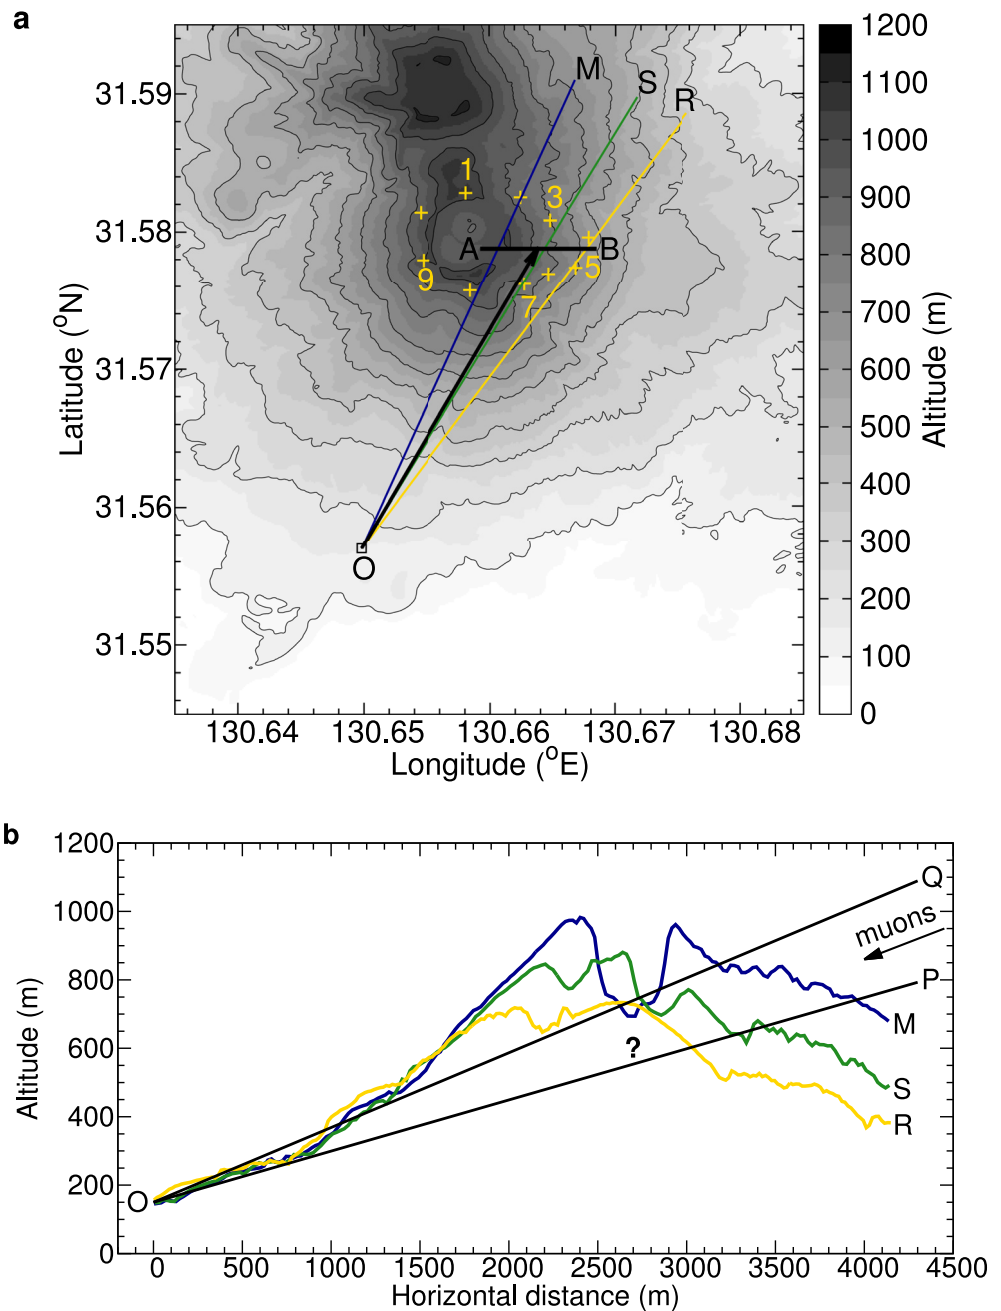 a
1200
1100
1000
900
800
700
600
500
400
300
200
100
0
Altitude (m)
31.59
31.58
31.57
31.56
31.55
Latitude (°N)
M
S
R
1
3
A
B
9
5
7
O
130.64
130.65
130.66
130.67
130.68
Longitude (°E)
b
1200
1000
800
600
400
200
0
Altitude (m)
Q
muons
P
M
?
S
R
O
0
500
1000
1500
2000
2500
3000
3500
4000
4500
Horizontal distance (m)